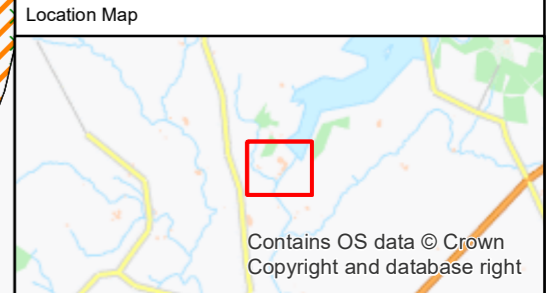 Location Map
Contains OS data © Crown
Copyright and database right